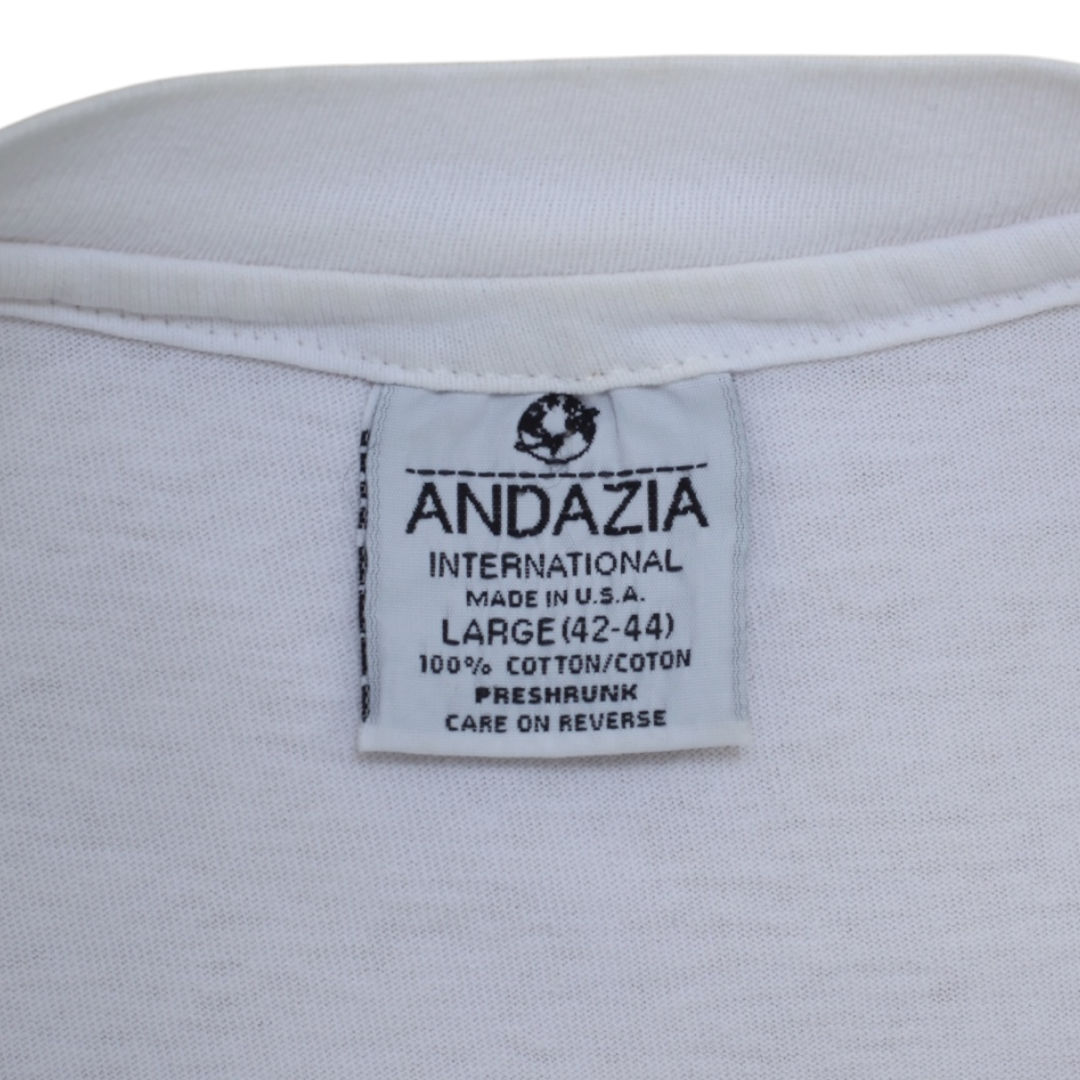 ANDAZIA
INTERNATIONAL
MADE IN U.S.A.
LARGE (42-44)
100% COTTON/COTON
PRESHRUNK
CARE ON REVERSE